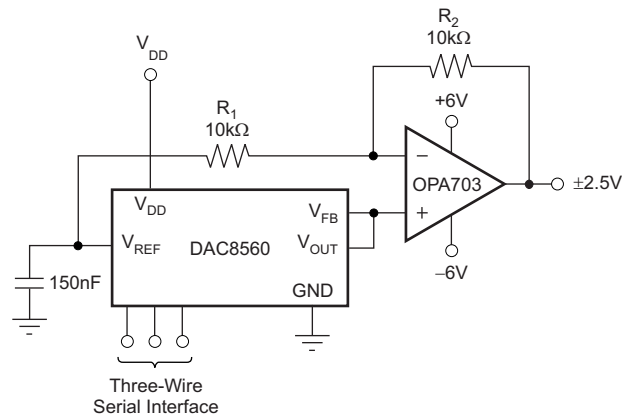 R2
10kΩ
VDD
+6V
R1
10kΩ
−
OPA703
±2.5V
+
VDD
VFB
VREF
DAC8560
VOUT
−6V
150nF
GND
Three-Wire
Serial Interface